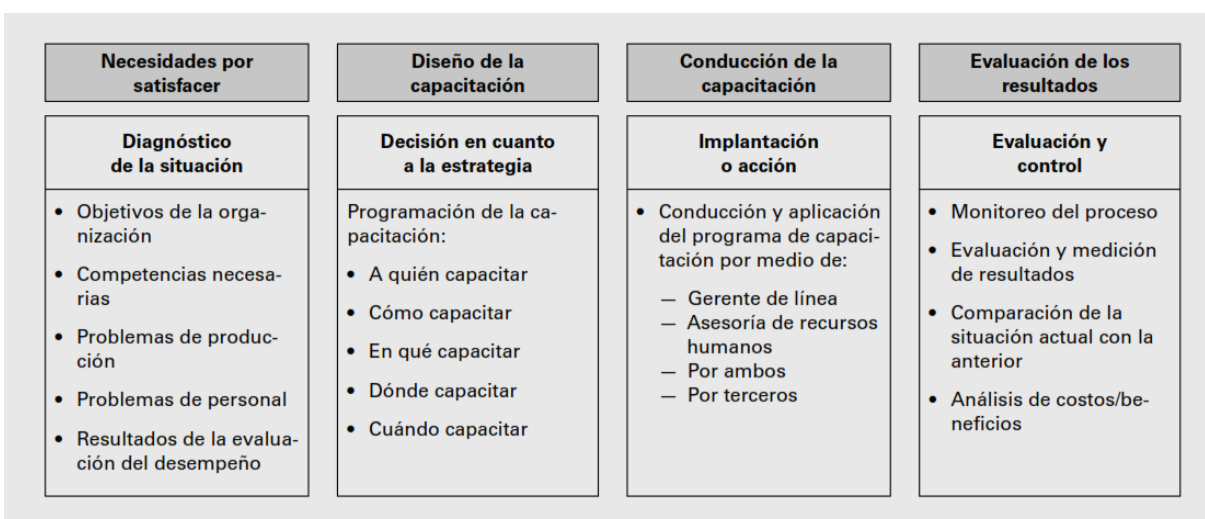 Necesidades por
satisfacer
Diagnóstico
de la situación
• Objetivos de la orga-
nización
• Competencias necesa-
rias
• Problemas de produc-
ción
• Problemas de personal
• Resultados de la evalua-
ción del desempeño
Diseño de la
capacitación
Decisión en cuanto
a la estrategia
Programación de la ca-
pacitación:
• A quién capacitar
• Cómo capacitar
• En qué capacitar
• Dónde capacitar
• Cuándo capacitar
Conducción de la
capacitación
Implantación
o acción
• Conducción y aplicación
del programa de capaci-
tación por medio de:
— Gerente de línea
— Asesoría de recursos
humanos
— Por ambos
— Por terceros
Evaluación de los
resultados
Evaluación y
control
• Monitoreo del proceso
• Evaluación y medición
de resultados
• Comparación de la
situación actual con la
anterior
• Análisis de costos/be-
neficios